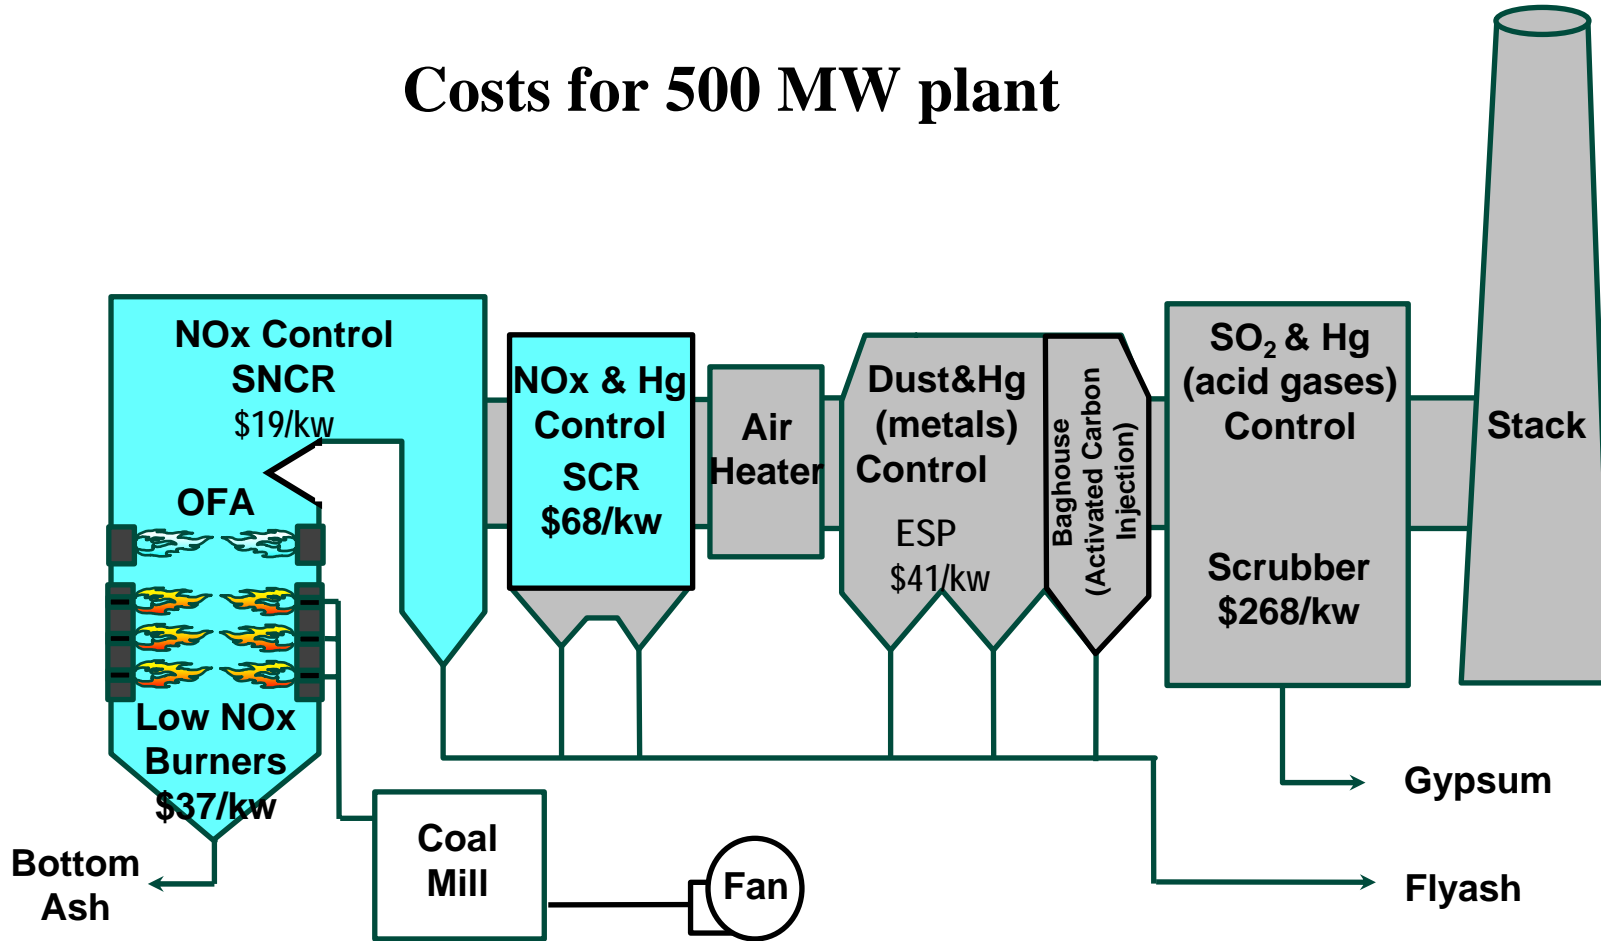 Costs for 500 MW plant
NOx Control
SNCR
$19/kw
OFA
Low NOx
Burners
$37/kw
Bottom
Ash
NOx & Hg
Control
SCR
$68/kw
Air
Heater
Dust&Hg
(metals)
Control
ESP
$41/kw
Baghouse
(Activated Carbon
Injection)
SO₂ & Hg
(acid gases)
Control
Scrubber
$268/kw
Stack
Coal
Mill
Fan
Gypsum
Flyash